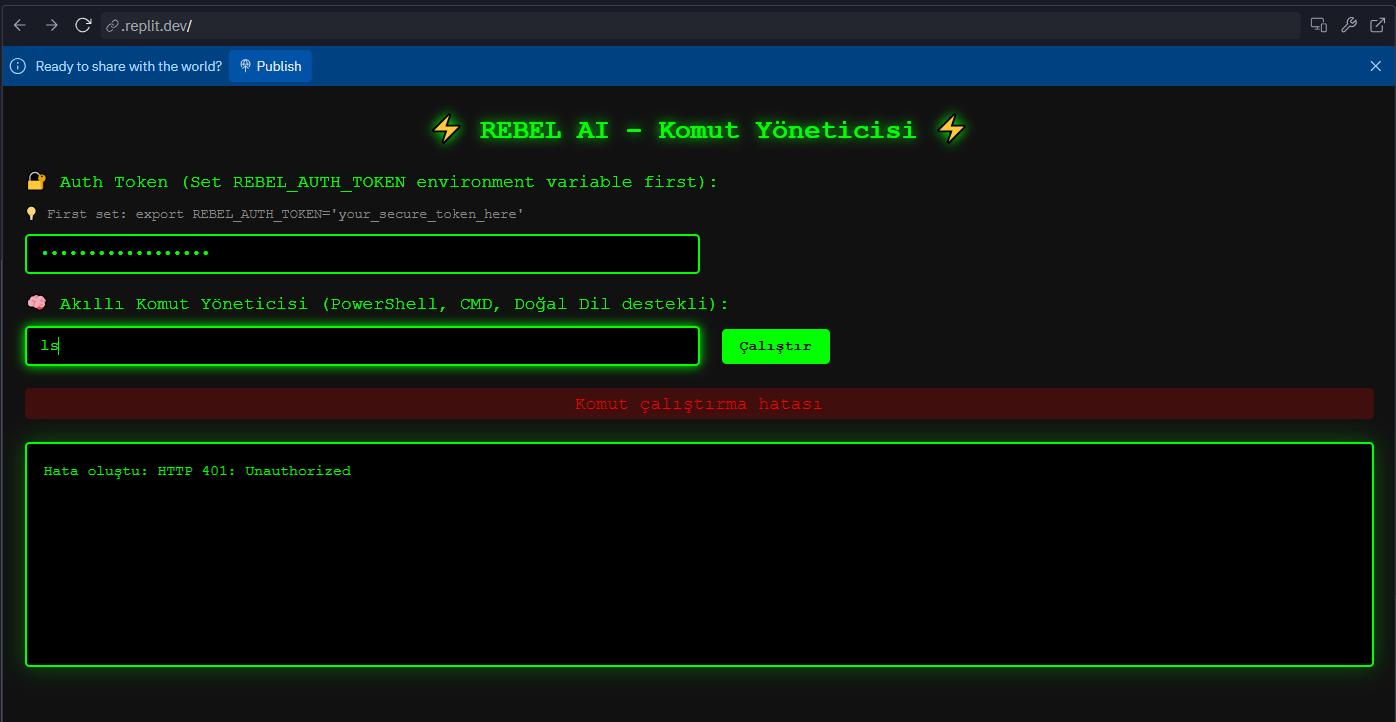 .replit.dev/
Ready to share with the world? Publish
REBEL AI - Komut Yöneticisi
Auth Token (Set REBEL_AUTH_TOKEN environment variable first):
First set: export REBEL_AUTH_TOKEN='your_secure_token_here'
••••••••••••••••••
Akıllı Komut Yöneticisi (PowerShell, CMD, Doğal Dil destekli):
ls
Çalıştır
Komut çalıştırma hatası
Hata oluştu: HTTP 401: Unauthorized